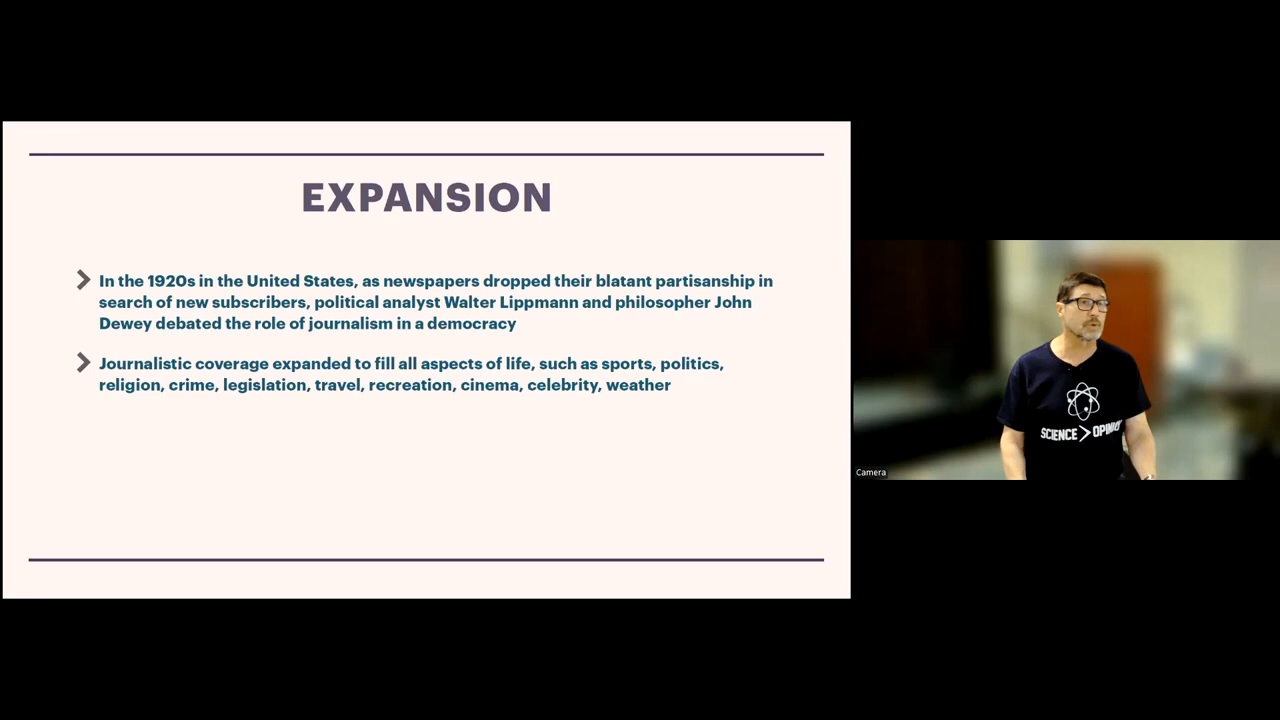 EXPANSION
In the 1920s in the United States, as newspapers dropped their blatant partisanship in
search of new subscribers, political analyst Walter Lippmann and philosopher John
Dewey debated the role of journalism in a democracy
Journalistic coverage expanded to fill all aspects of life, such as sports, politics,
religion, crime, legislation, travel, recreation, cinema, celebrity, weather
SCIENCE >
Camera